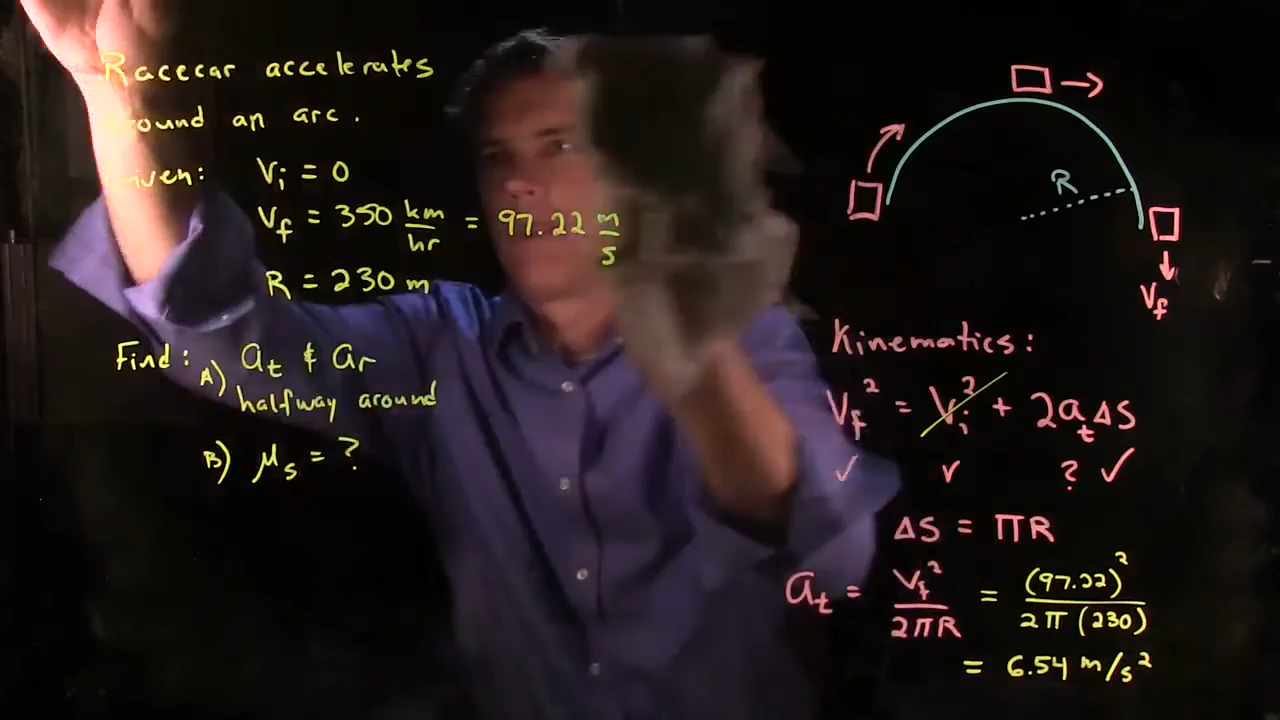 Racecar accelerates
around an arc.
Given: Vi = 0
Vf = 350 km/hr = 97.22 m/s
R = 230 m
Find: A) at & ar
halfway around
B) μs = ?
R
Vf
Kinematics:
Vf² = Vi² + 2at ΔS
✓ ✓ ? ✓
ΔS = πR
at = Vf²/2πR = (97.22)²/2π(230)
= 6.54 m/s²